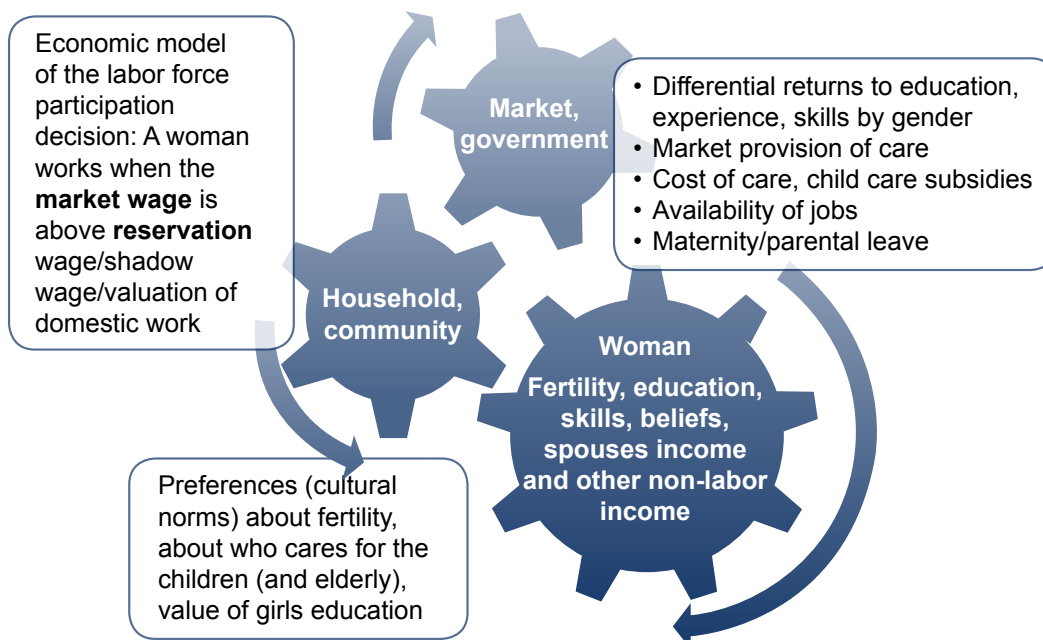 Economic model
of the labor force
participation
decision: A woman
works when the
market wage is
above reservation
wage/shadow
wage/valuation of
domestic work
Market,
government
• Differential returns to education,
experience, skills by gender
• Market provision of care
• Cost of care, child care subsidies
• Availability of jobs
• Maternity/parental leave
Household,
community
Woman
Fertility, education,
skills, beliefs,
spouses income
and other non-labor
income
Preferences (cultural
norms) about fertility,
about who cares for the
children (and elderly),
value of girls education